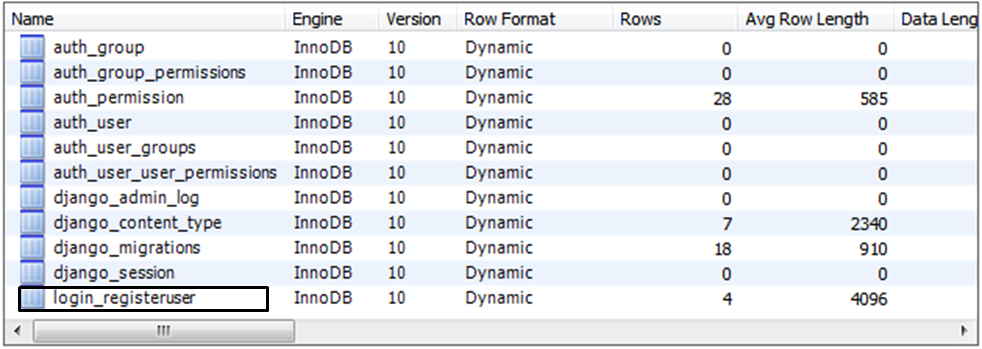 Name Engine Version Row Format Rows Avg Row Length Data Leng
auth_group InnoDB 10 Dynamic 0 0
auth_group_permissions InnoDB 10 Dynamic 0 0
auth_permission InnoDB 10 Dynamic 28 585
auth_user InnoDB 10 Dynamic 0 0
auth_user_groups InnoDB 10 Dynamic 0 0
auth_user_user_permissions InnoDB 10 Dynamic 0 0
django_admin_log InnoDB 10 Dynamic 0 0
django_content_type InnoDB 10 Dynamic 7 2340
django_migrations InnoDB 10 Dynamic 18 910
django_session InnoDB 10 Dynamic 0 0
login_registeruser InnoDB 10 Dynamic 4 4096